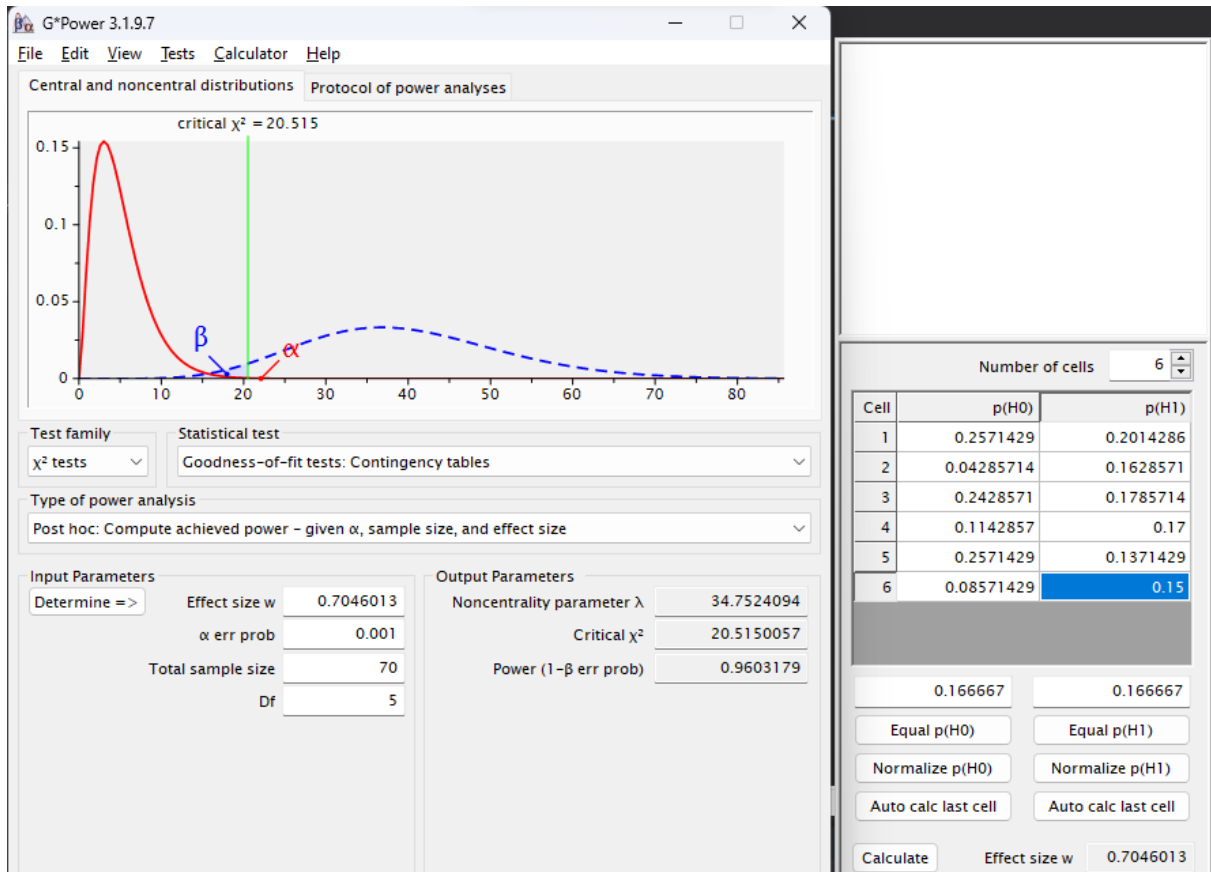 G*Power 3.1.9.7
File Edit View Tests Calculator Help
Central and noncentral distributions Protocol of power analyses
critical χ² = 20.515
0.15
0.1
0.05
0
β
α
0 10 20 30 40 50 60 70 80
Test family Statistical test
χ² tests Goodness-of-fit tests: Contingency tables
Type of power analysis
Post hoc: Compute achieved power - given α, sample size, and effect size
Input Parameters Output Parameters
Determine => Effect size w 0.7046013 Noncentrality parameter λ 34.7524094
α err prob 0.001 Critical χ² 20.5150057
Total sample size 70 Power (1-β err prob) 0.9603179
Df 5
Number of cells 6
Cell p(H0) p(H1)
1 0.2571429 0.2014286
2 0.04285714 0.1628571
3 0.2428571 0.1785714
4 0.1142857 0.17
5 0.2571429 0.1371429
6 0.08571429 0.15
0.166667 0.166667
Equal p(H0) Equal p(H1)
Normalize p(H0) Normalize p(H1)
Auto calc last cell Auto calc last cell
Calculate Effect size w 0.7046013